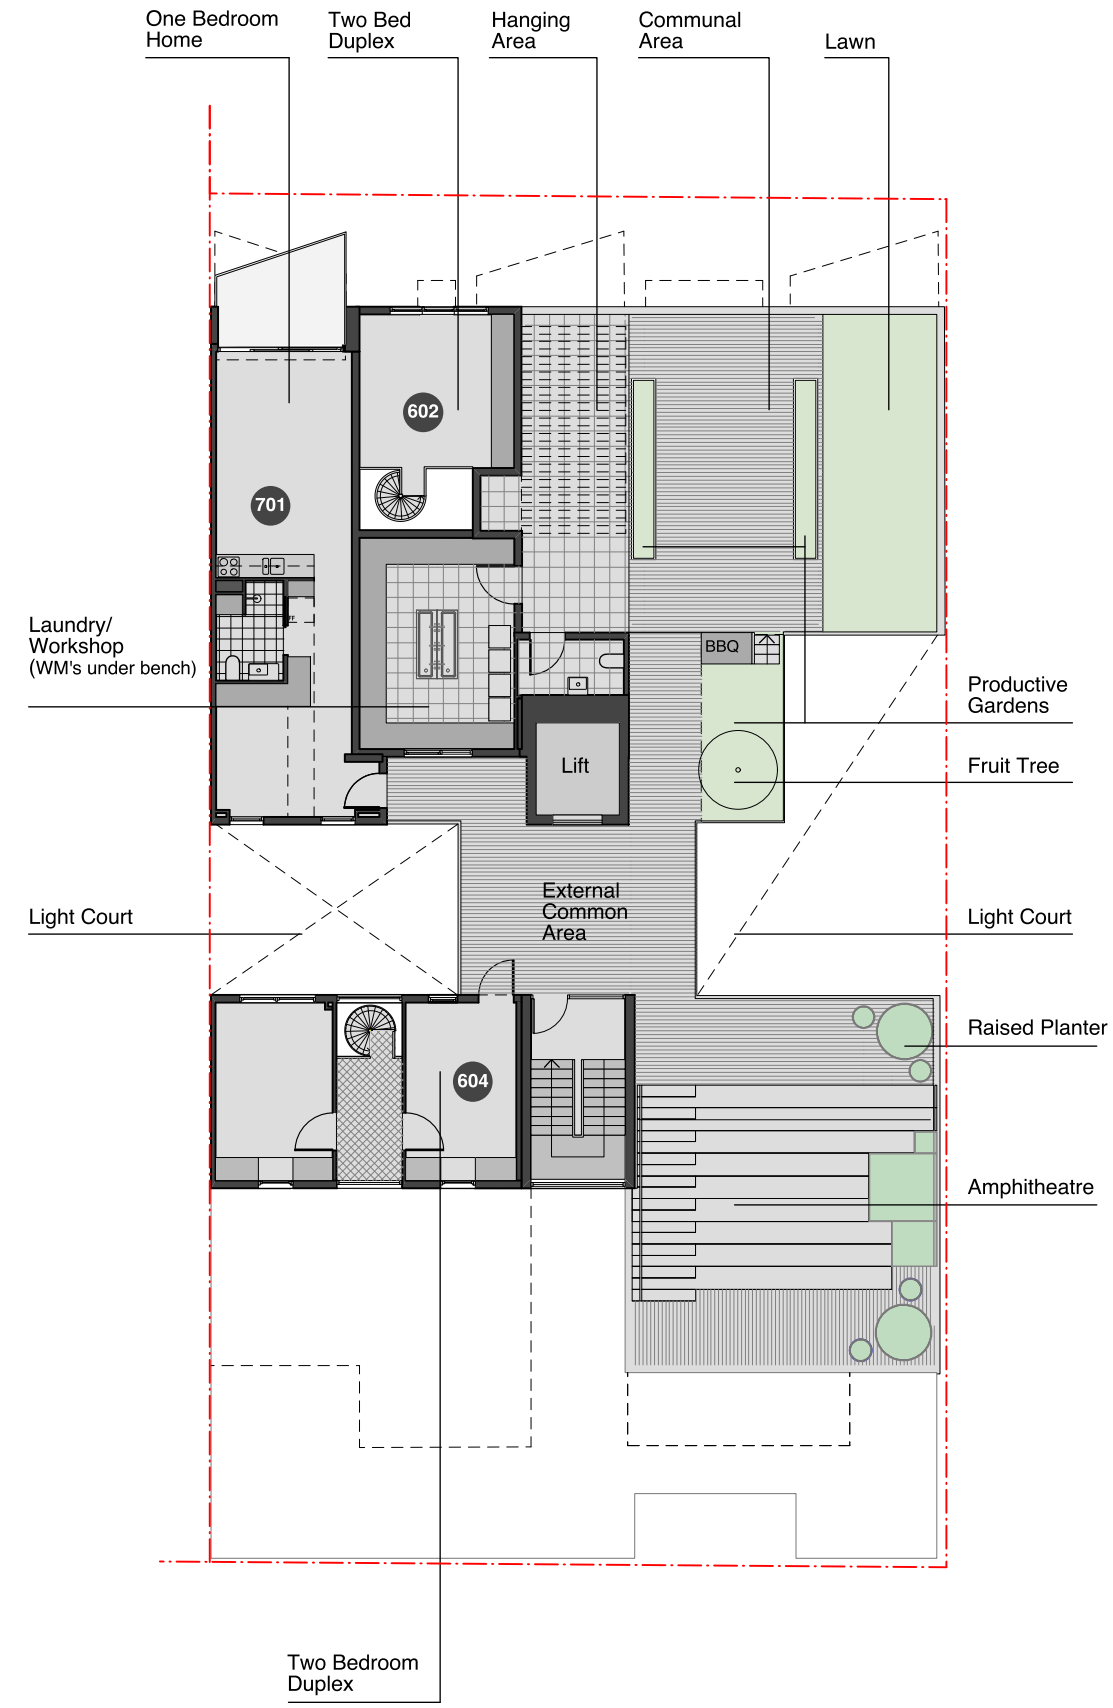 One Bedroom
Home
Two Bed
Duplex
Hanging
Area
Communal
Area
Lawn
602
701
Laundry/
Workshop
(WM's under bench)
BBQ
Productive
Gardens
Lift
Fruit Tree
External
Common
Area
Light Court
Light Court
Raised Planter
604
Amphitheatre
Two Bedroom
Duplex